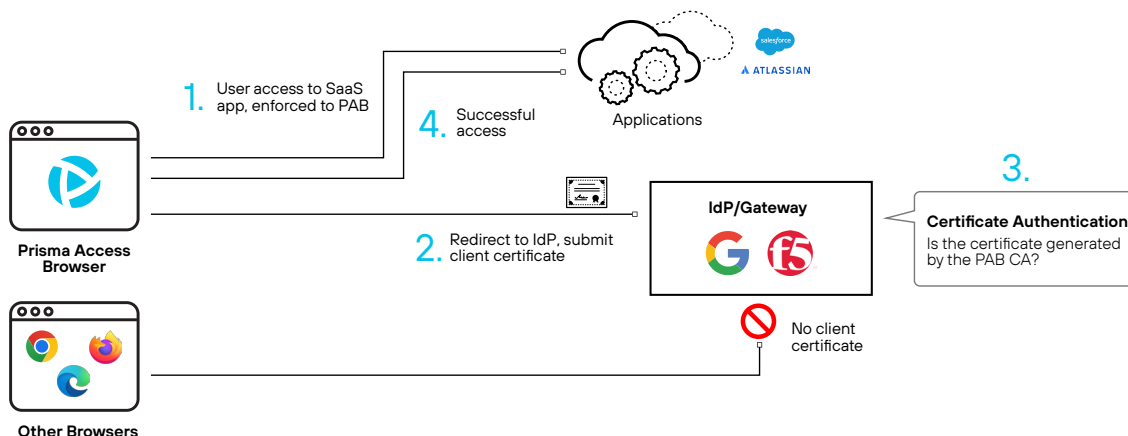 salesforce
ATLASSIAN
Applications
1.
User access to SaaS
app, enforced to PAB
4.
Successful
access
Prisma Access
Browser
2.
Redirect to IdP, submit
client certificate
IdP/Gateway
G
f5
3.
Certificate Authentication
Is the certificate generated
by the PAB CA?
No client
certificate
Other Browsers